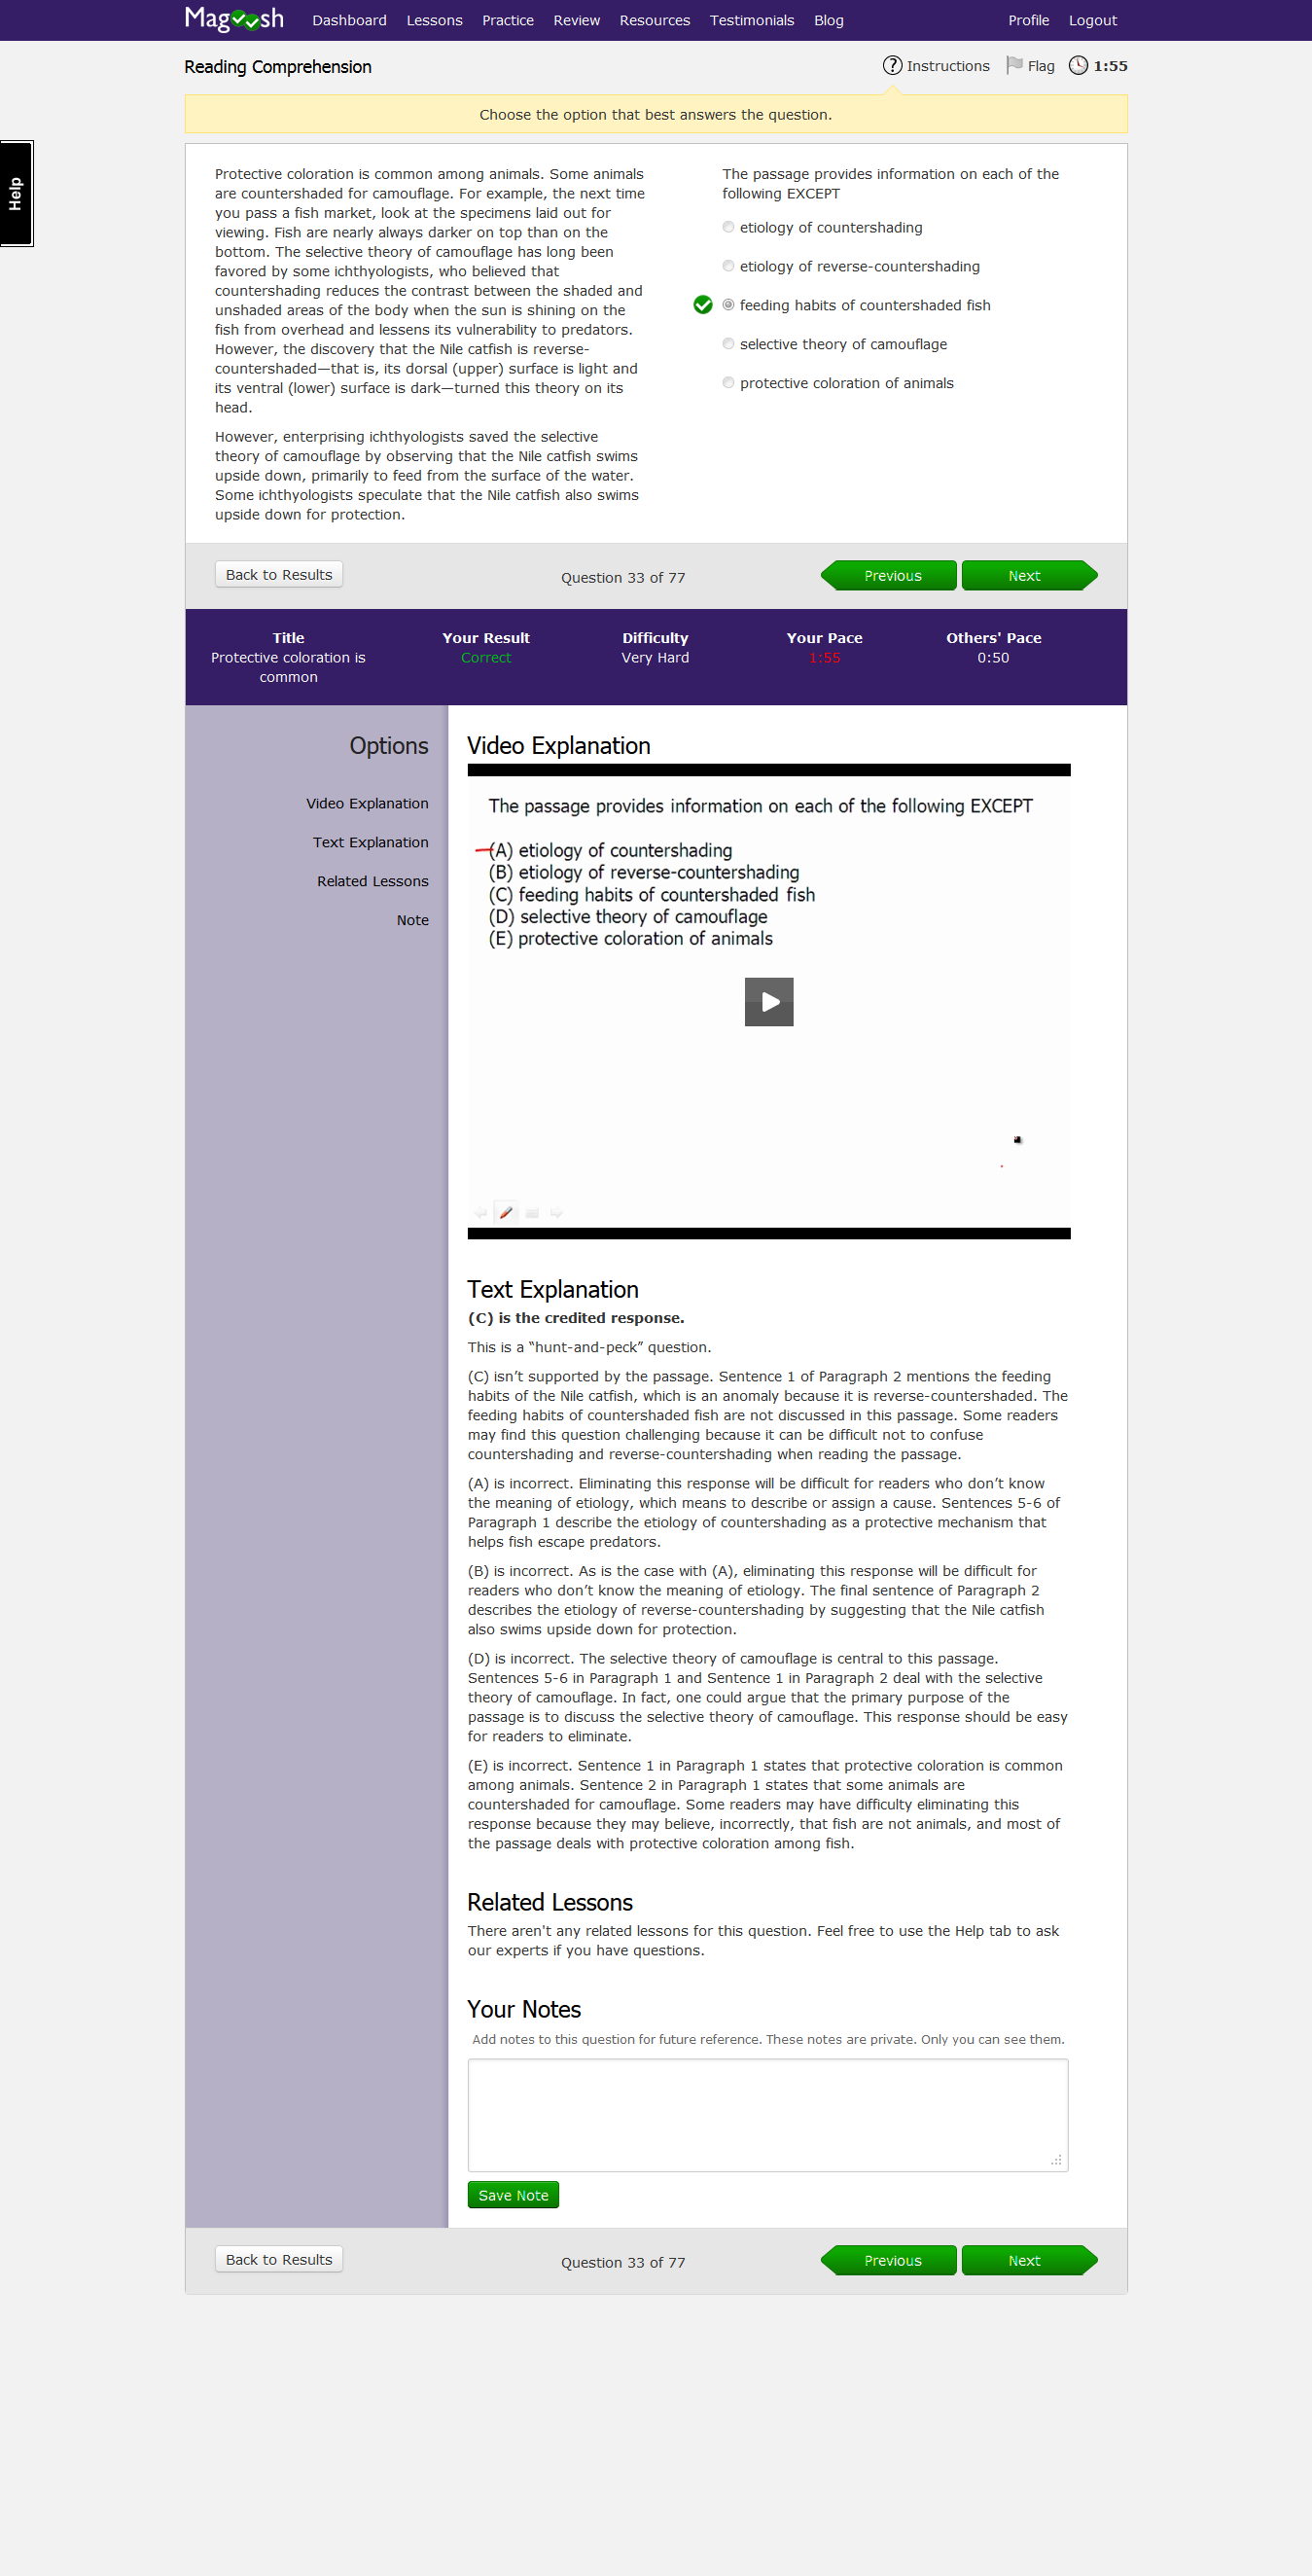 Magoosh Dashboard Lessons Practice Review Resources Testimonials Blog Profile Logout
Reading Comprehension Instructions Flag 1:55
Choose the option that best answers the question.
Help
Protective coloration is common among animals. Some animals
are countershaded for camouflage. For example, the next time
you pass a fish market, look at the specimens laid out for
viewing. Fish are nearly always darker on top than on the
bottom. The selective theory of camouflage has long been
favored by some ichthyologists, who believed that
countershading reduces the contrast between the shaded and
unshaded areas of the body when the sun is shining on the
fish from overhead and lessens its vulnerability to predators.
However, the discovery that the Nile catfish is reverse-
countershaded—that is, its dorsal (upper) surface is light and
its ventral (lower) surface is dark—turned this theory on its
head.
However, enterprising ichthyologists saved the selective
theory of camouflage by observing that the Nile catfish swims
upside down, primarily to feed from the surface of the water.
Some ichthyologists speculate that the Nile catfish also swims
upside down for protection.
The passage provides information on each of the
following EXCEPT
etiology of countershading
etiology of reverse-countershading
feeding habits of countershaded fish
selective theory of camouflage
protective coloration of animals
Back to Results Question 33 of 77 Previous Next
Title Your Result Difficulty Your Pace Others' Pace
Protective coloration is Correct Very Hard 1:55 0:50
common
Options
Video Explanation
Text Explanation
Related Lessons
Note
Video Explanation
The passage provides information on each of the following EXCEPT
(A) etiology of countershading
(B) etiology of reverse-countershading
(C) feeding habits of countershaded fish
(D) selective theory of camouflage
(E) protective coloration of animals
Text Explanation
(C) is the credited response.
This is a “hunt-and-peck” question.
(C) isn’t supported by the passage. Sentence 1 of Paragraph 2 mentions the feeding
habits of the Nile catfish, which is an anomaly because it is reverse-countershaded. The
feeding habits of countershaded fish are not discussed in this passage. Some readers
may find this question challenging because it can be difficult not to confuse
countershading and reverse-countershading when reading the passage.
(A) is incorrect. Eliminating this response will be difficult for readers who don’t know
the meaning of etiology, which means to describe or assign a cause. Sentences 5-6 of
Paragraph 1 describe the etiology of countershading as a protective mechanism that
helps fish escape predators.
(B) is incorrect. As is the case with (A), eliminating this response will be difficult for
readers who don’t know the meaning of etiology. The final sentence of Paragraph 2
describes the etiology of reverse-countershading by suggesting that the Nile catfish
also swims upside down for protection.
(D) is incorrect. The selective theory of camouflage is central to this passage.
Sentences 5-6 in Paragraph 1 and Sentence 1 in Paragraph 2 deal with the selective
theory of camouflage. In fact, one could argue that the primary purpose of the
passage is to discuss the selective theory of camouflage. This response should be easy
for readers to eliminate.
(E) is incorrect. Sentence 1 in Paragraph 1 states that protective coloration is common
among animals. Sentence 2 in Paragraph 1 states that some animals are
countershaded for camouflage. Some readers may have difficulty eliminating this
response because they may believe, incorrectly, that fish are not animals, and most of
the passage deals with protective coloration among fish.
Related Lessons
There aren't any related lessons for this question. Feel free to use the Help tab to ask
our experts if you have questions.
Your Notes
Add notes to this question for future reference. These notes are private. Only you can see them.
Save Note
Back to Results Question 33 of 77 Previous Next